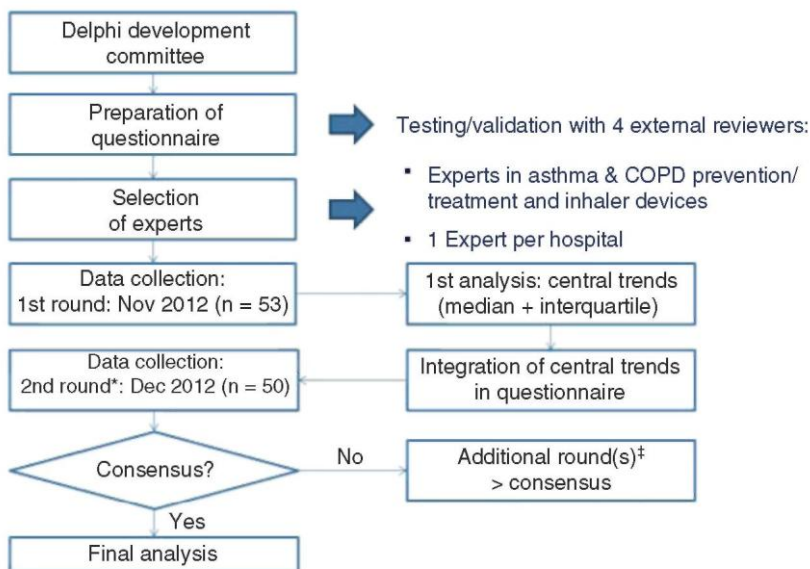 Delphi development
committee
Preparation of
questionnaire
Testing/validation with 4 external reviewers:
Selection
of experts
▪ Experts in asthma & COPD prevention/
treatment and inhaler devices
▪ 1 Expert per hospital
Data collection:
1st round: Nov 2012 (n = 53)
1st analysis: central trends
(median + interquartile)
Data collection:
2nd round*: Dec 2012 (n = 50)
Integration of central trends
in questionnaire
Consensus?
No
Additional round(s)‡
> consensus
Yes
Final analysis